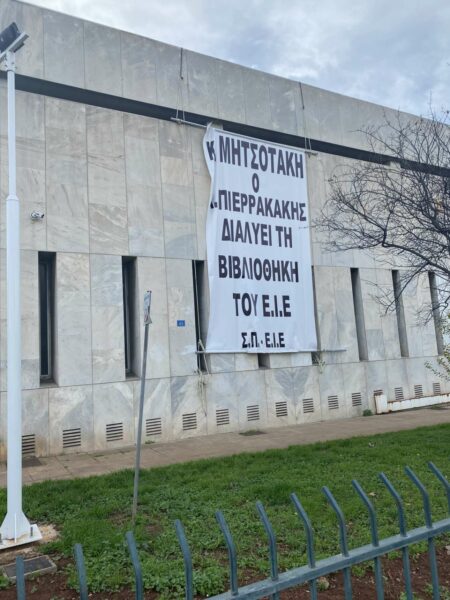 Κ ΜΗΤΣΟΤΑΚΗ
Ο
.ΠΙΕΡΡΑΚΑΚΗΣ
ΔΙΑΛΥΕΙ ΤΗ
ΒΙΒΛΙΟΘΗΚΗ
ΤΟΥ Ε.Ι.Ε
Σ.Π.- Ε.Ι.Ε